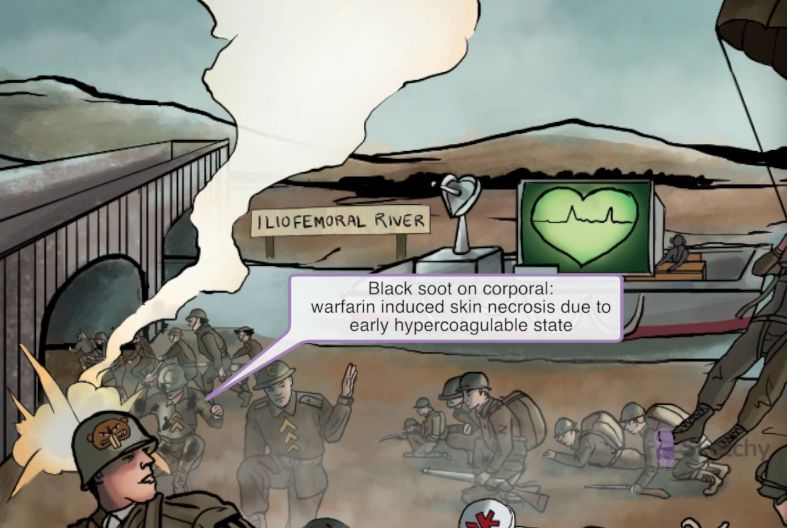 ILIOFEMORAL RIVER
Black soot on corporal:
warfarin induced skin necrosis due to
early hypercoagulable state